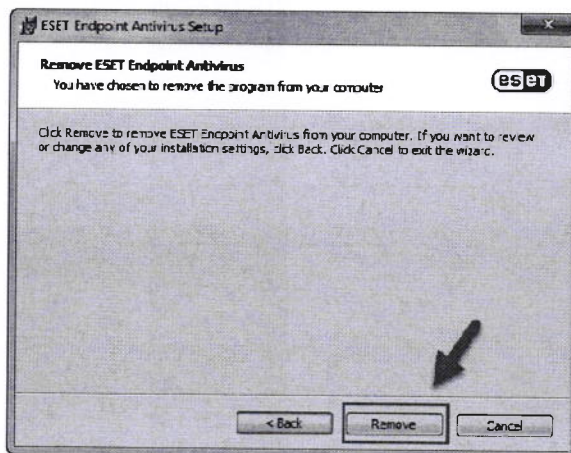 ESET Endpoint Antivirus Setup
Remove ESET Endpoint Antivirus
You have chosen to remove the program from your computer
eset
Click Remove to remove ESET Endpoint Antivirus from your computer. If you want to review
or change any of your installation settings, click Back. Click Cancel to exit the wizard.
< Back
Remove
Cancel